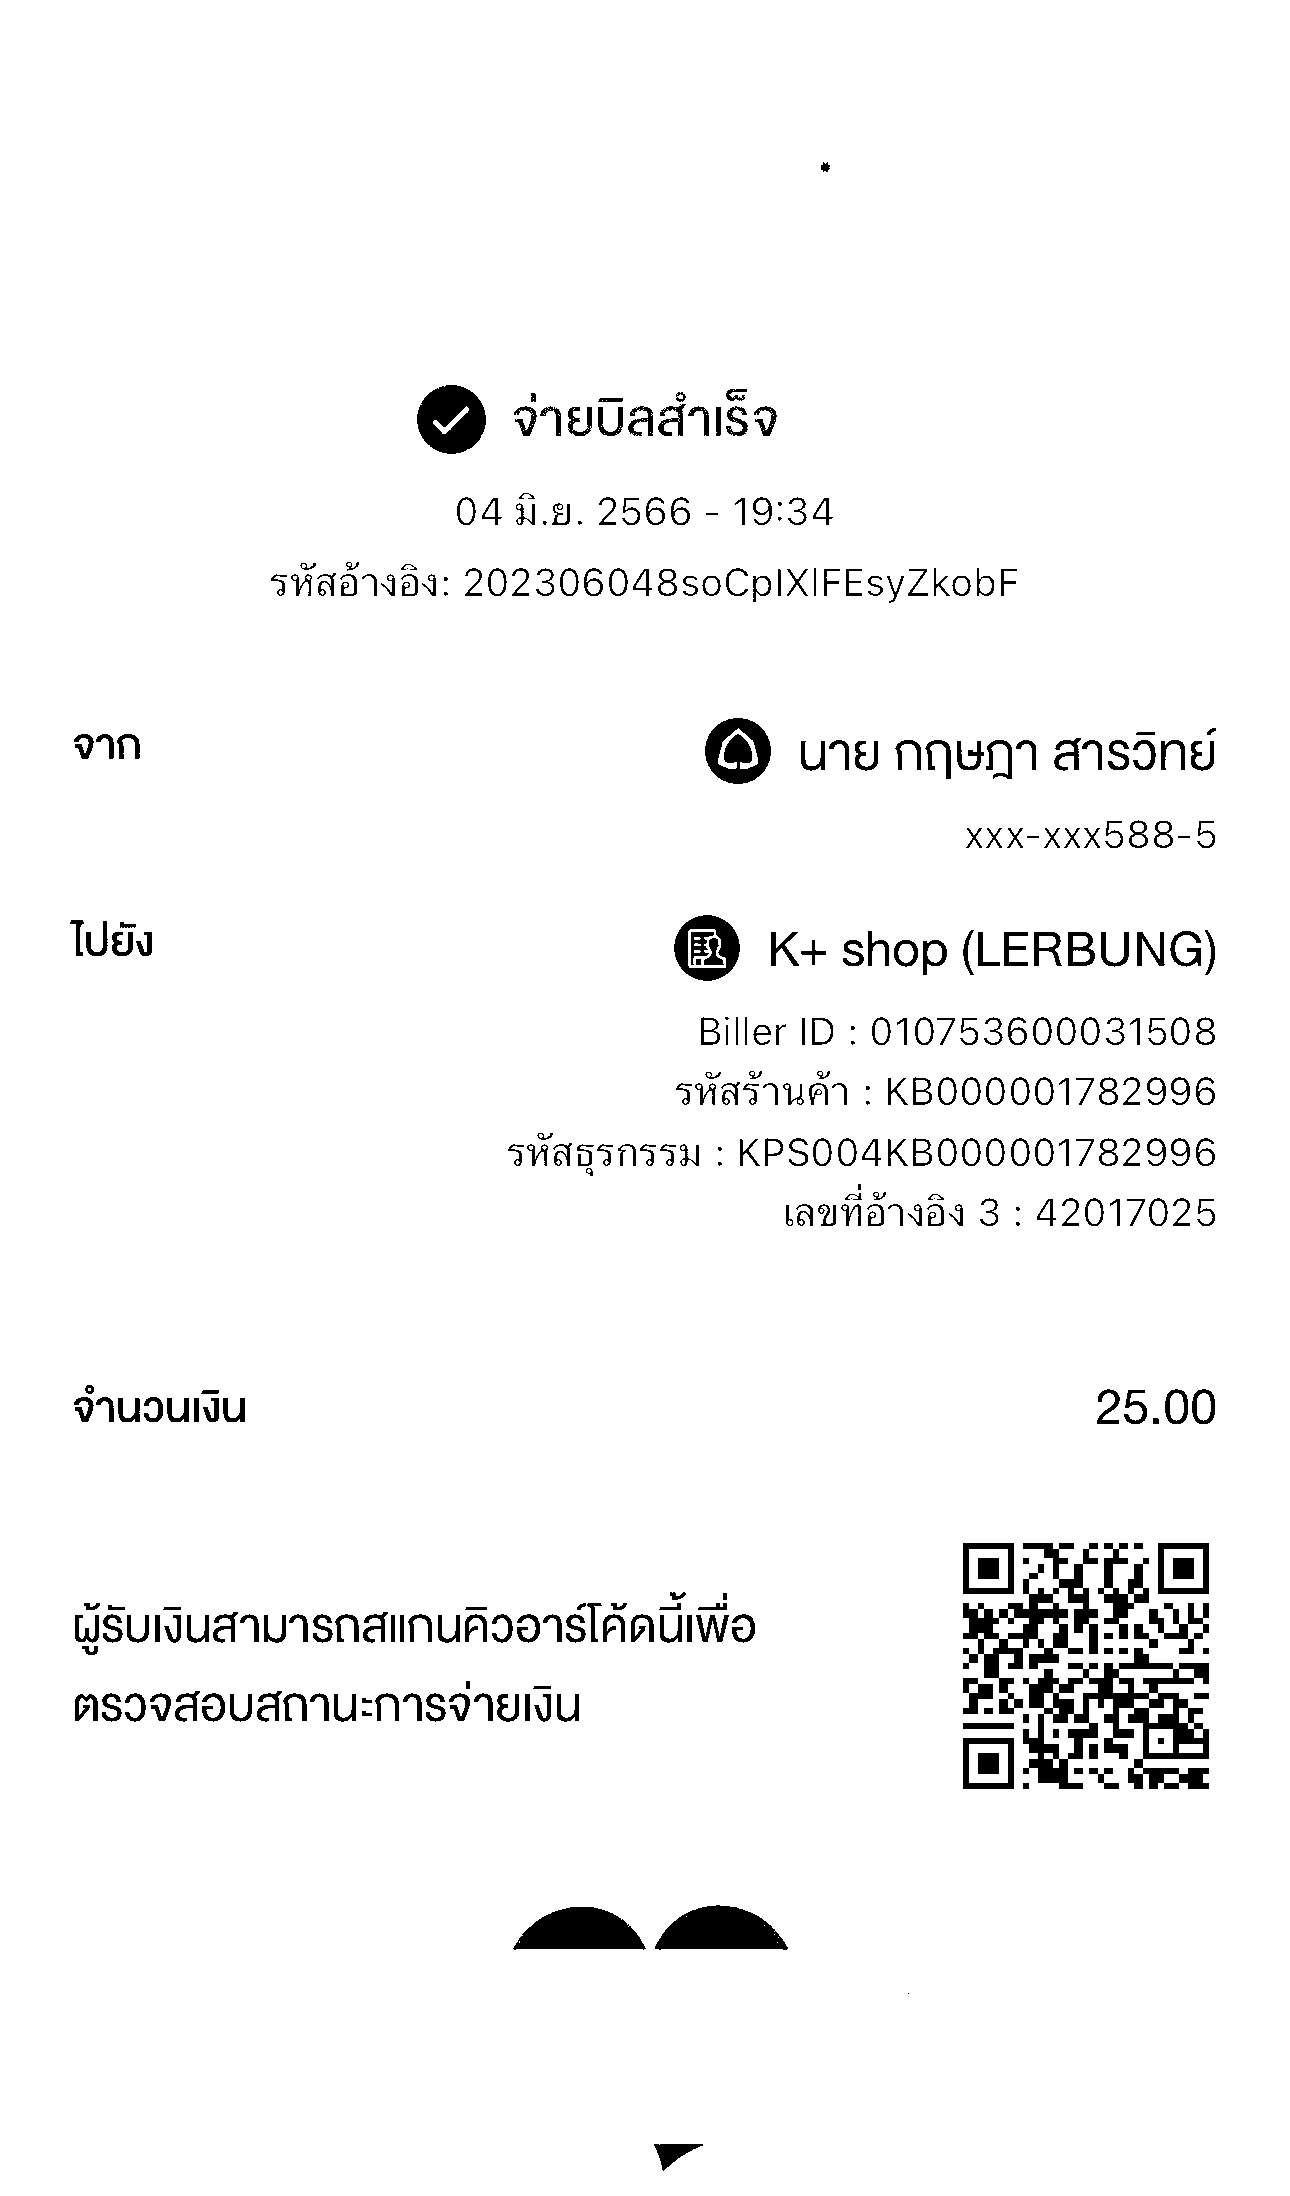 จ่ายบิลสำเร็จ
04 มิ.ย. 2566 - 19:34
รหัสอ้างอิง: 202306048soCpIXlFEsyZkobF
จาก
นาย กฤษฎา สารวิทย์
xxx-xxx588-5
ไปยัง
K+ shop (LERBUNG)
Biller ID : 010753600031508
รหัสร้านค้า : KB000001782996
รหัสธุรกรรม : KPS004KB000001782996
เลขที่อ้างอิง 3 : 42017025
จำนวนเงิน
25.00
ผู้รับเงินสามารถสแกนคิวอาร์โค้ดนี้เพื่อ
ตรวจสอบสถานะการจ่ายเงิน